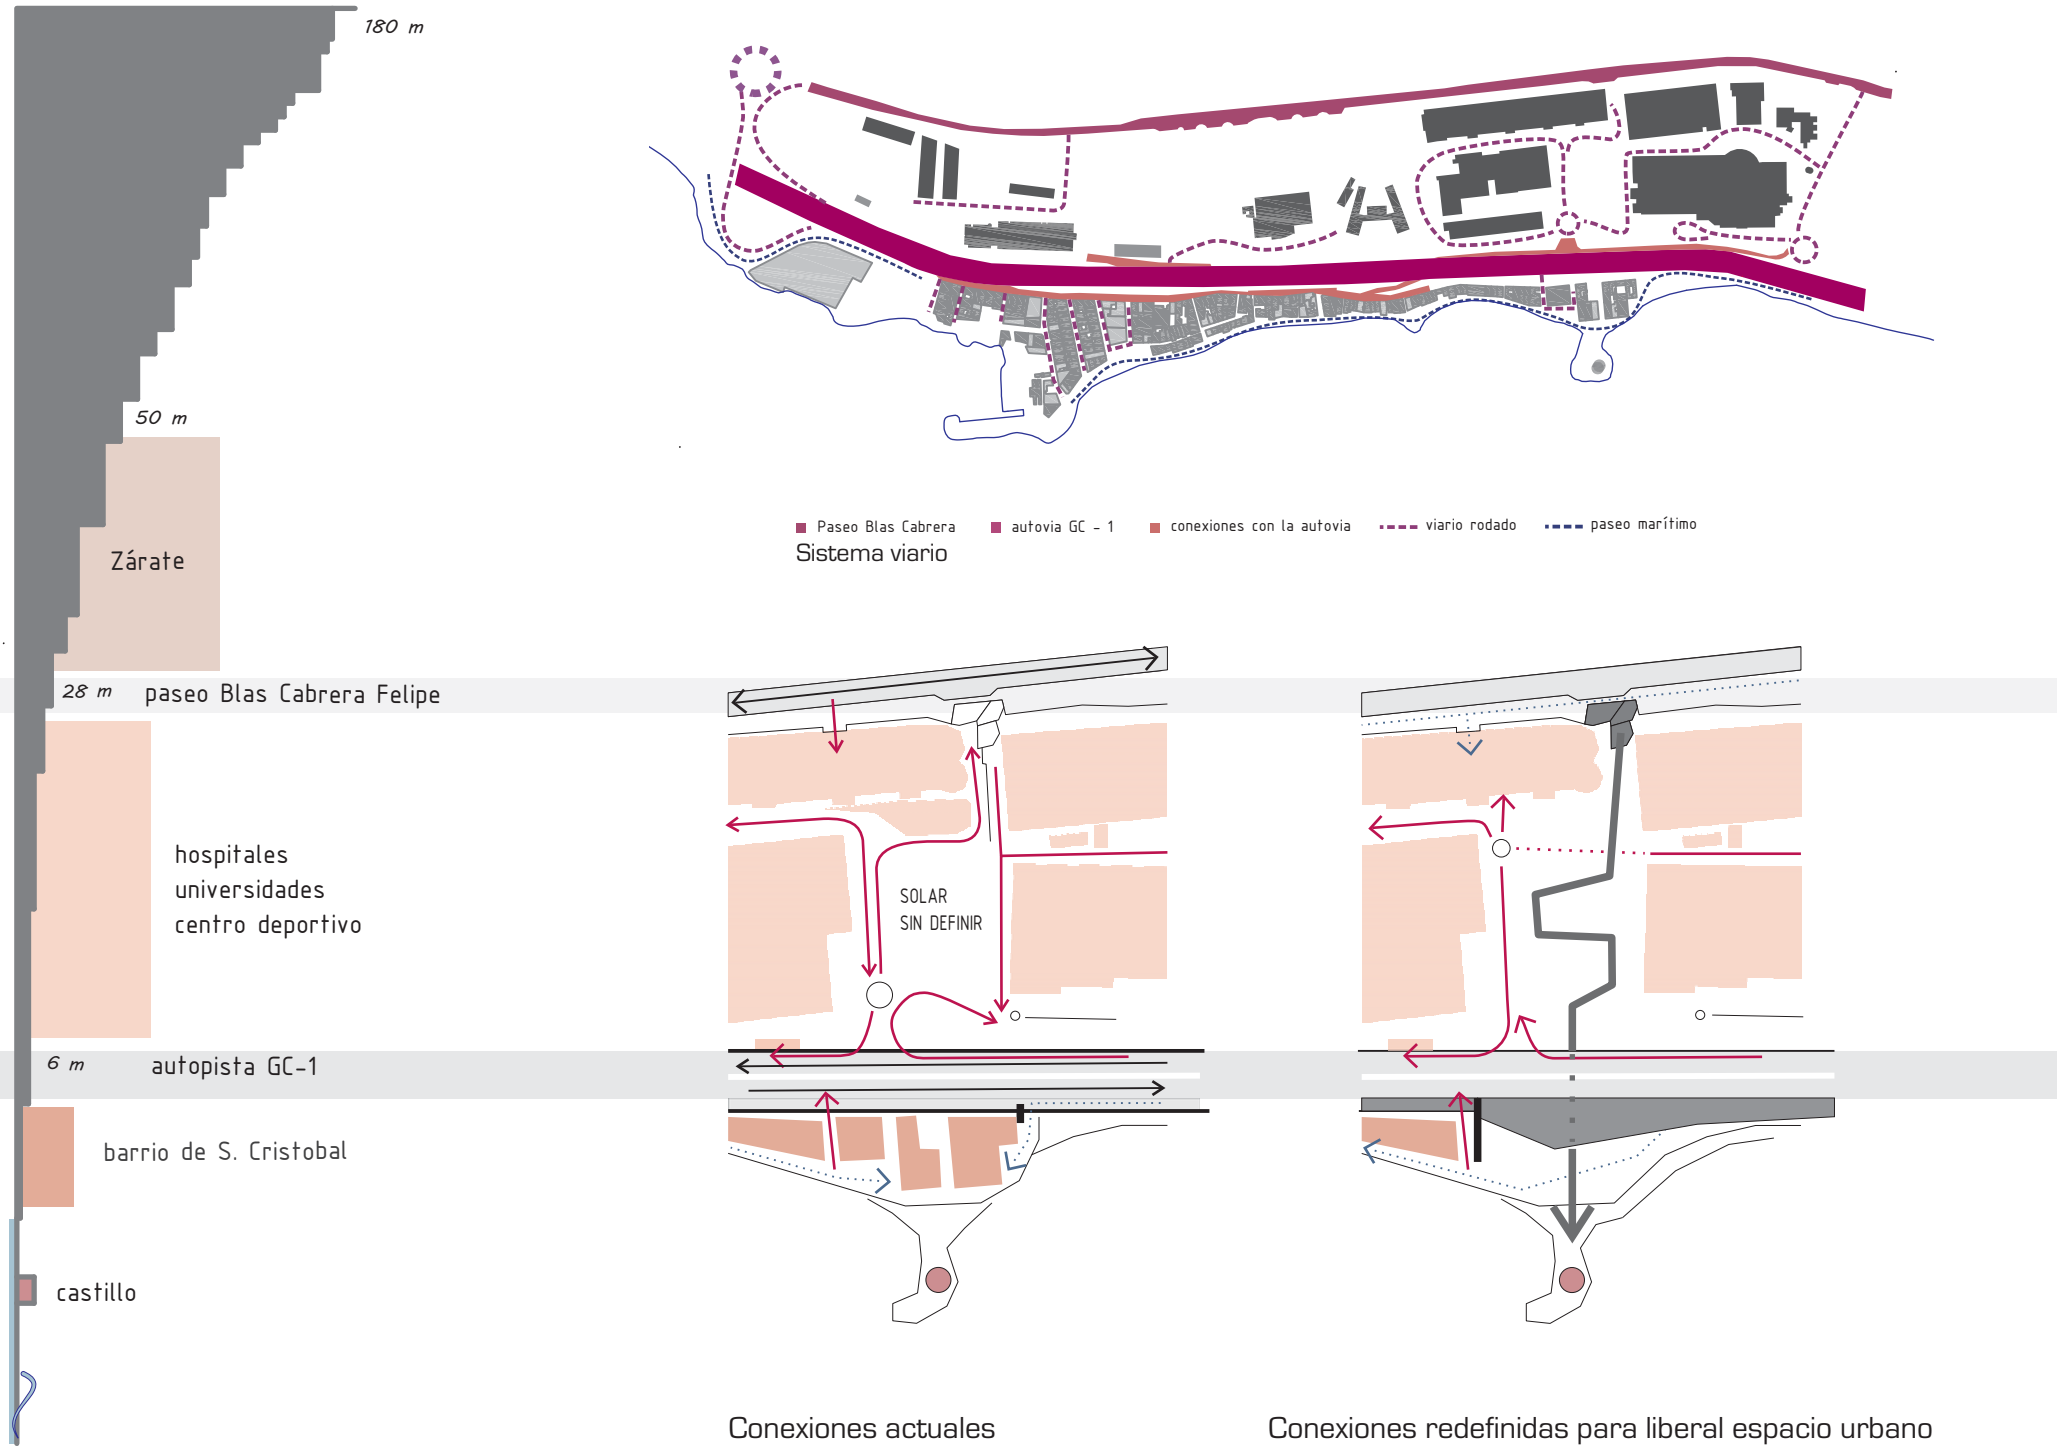 180 m
50 m
Zárate
28 m
paseo Blas Cabrera Felipe
hospitales
universidades
centro deportivo
6 m
autopista GC-1
barrio de S. Cristobal
castillo
Paseo Blas Cabrera
autovia GC - 1
conexiones con la autovia
viario rodado
paseo marítimo
Sistema viario
SOLAR
SIN DEFINIR
Conexiones actuales
Conexiones redefinidas para liberal espacio urbano